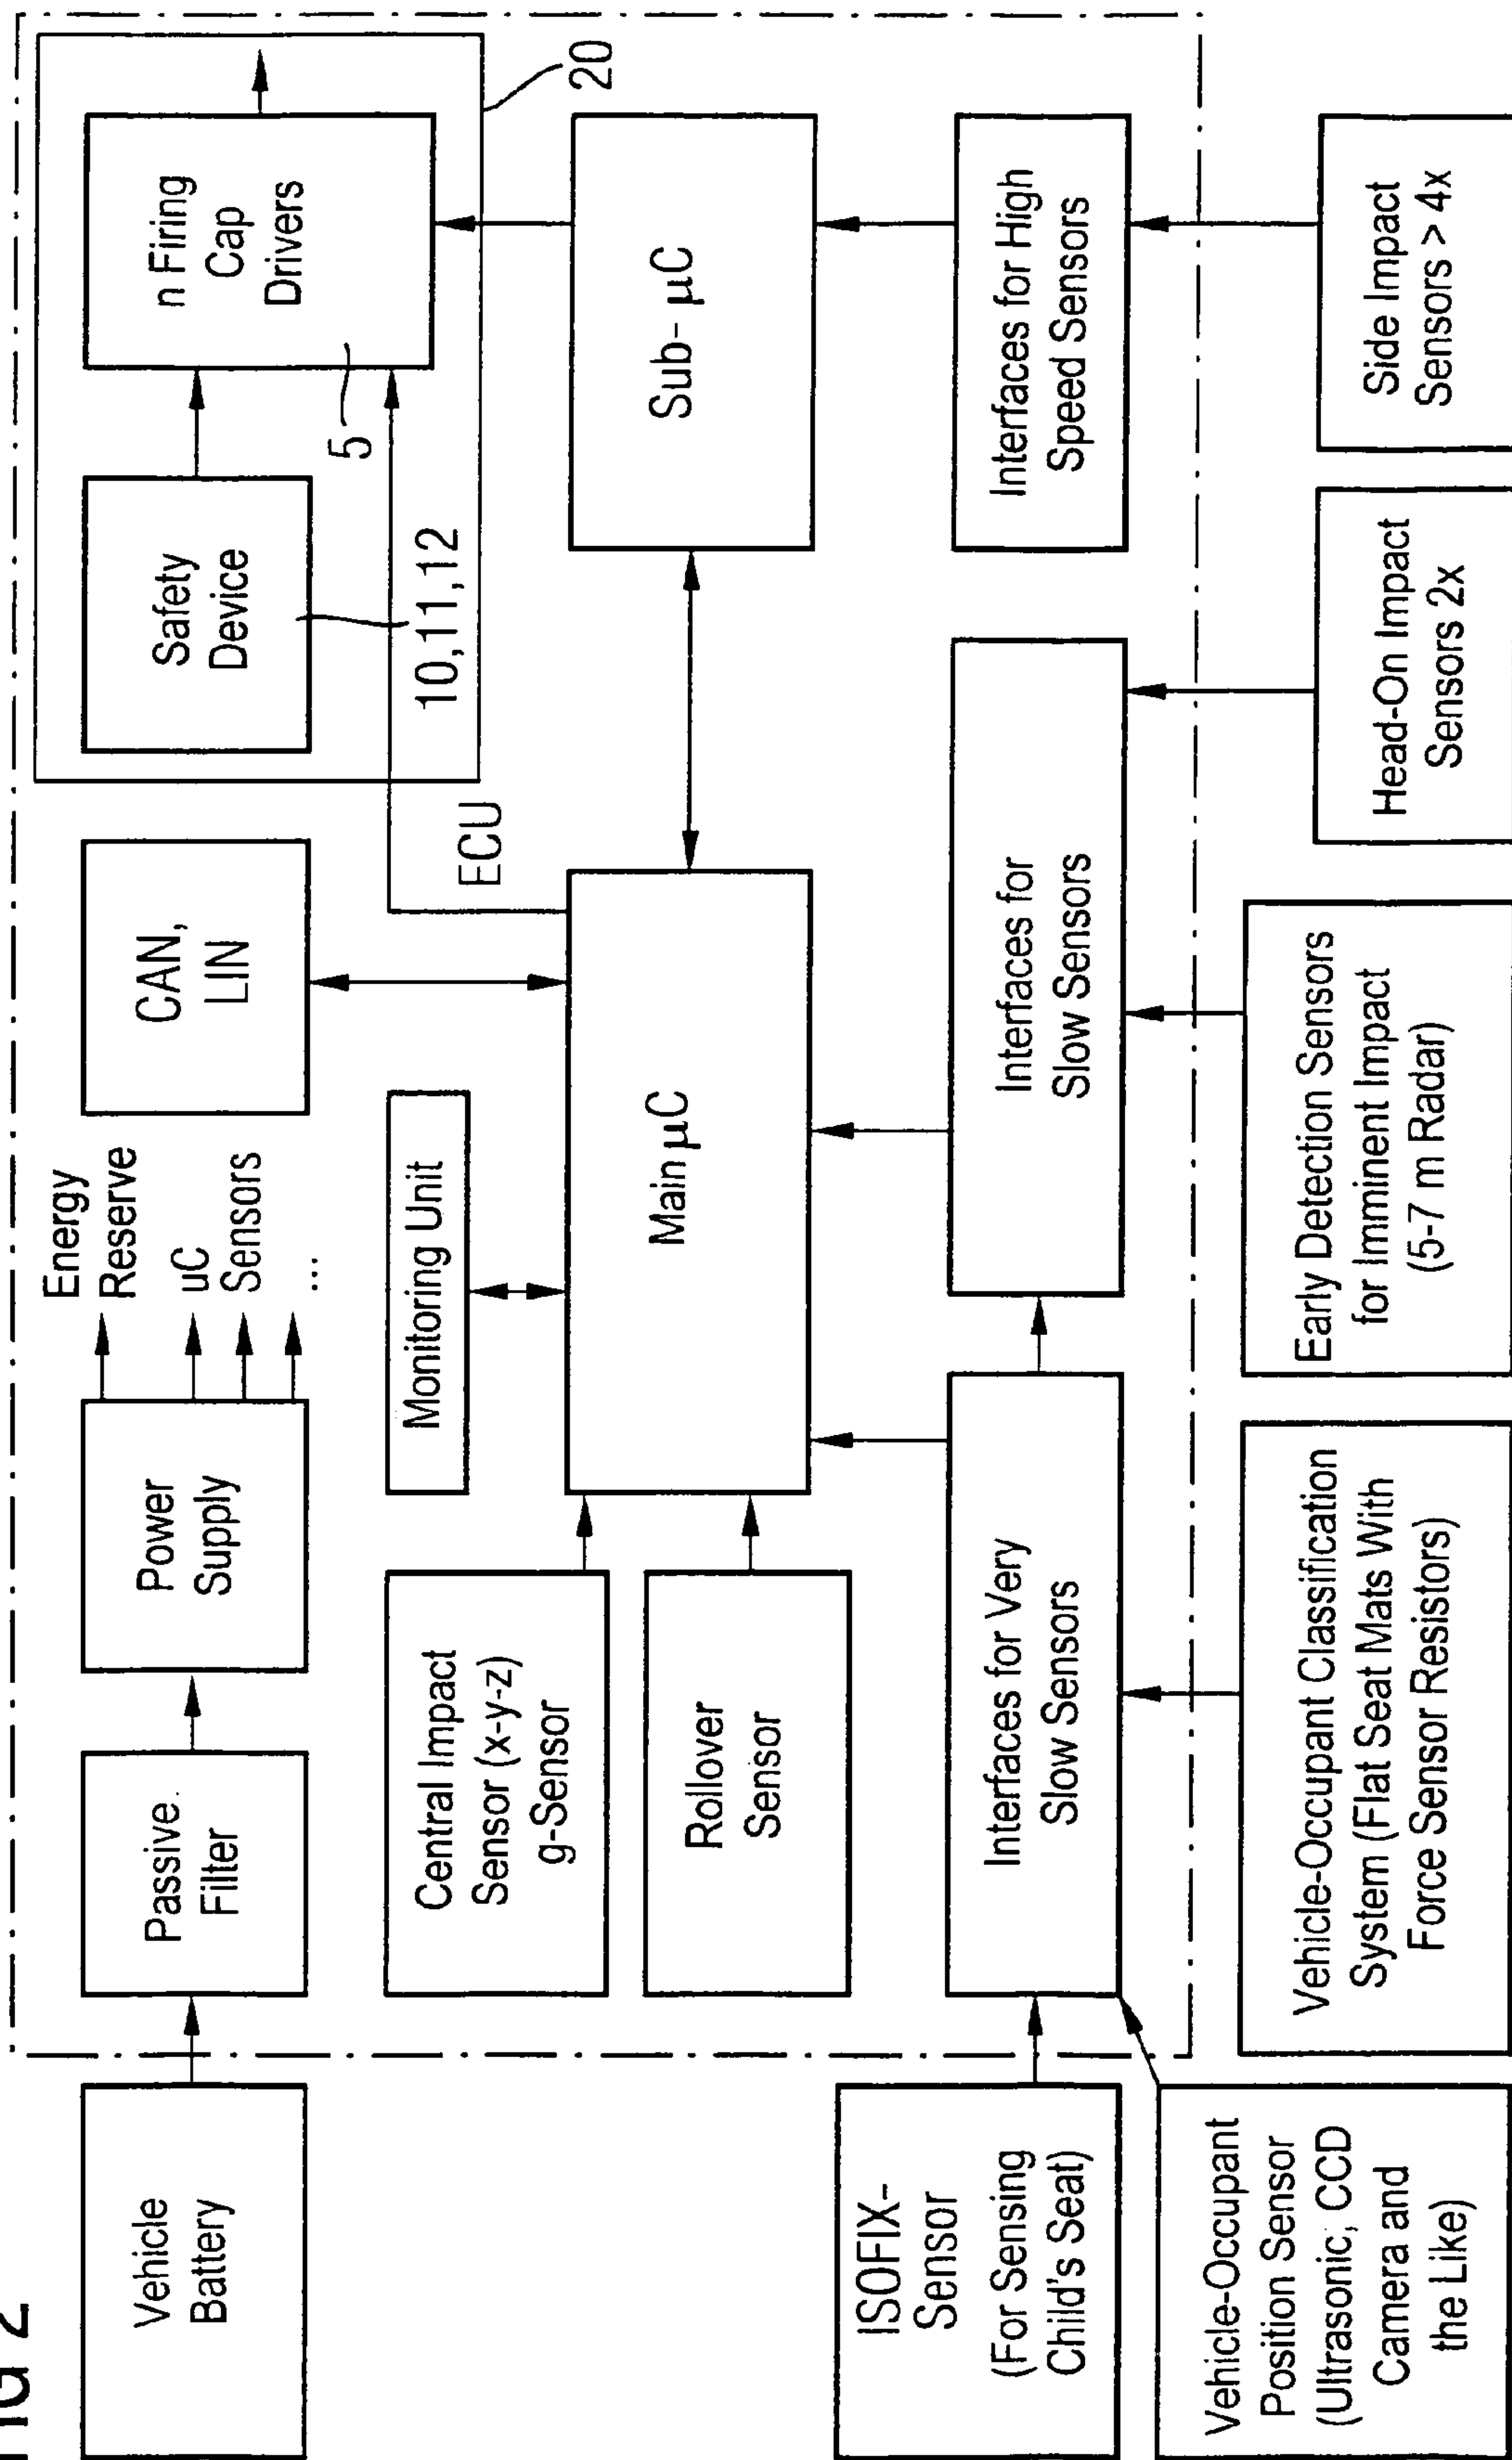 FIG 2
Vehicle
Battery
Passive.
Filter
Power
Supply
Energy
Reserve
uC
Sensors
...
CAN,
LIN
Safety
Device
n Firing
Cap
Drivers
5
10,11,12
20
ECU
Central Impact
Sensor (x-y-z)
g-Sensor
Monitoring Unit
Rollover
Sensor
Main µC
Sub- µC
ISOFIX-
Sensor
(For Sensing
Child's Seat)
Interfaces for Very
Slow Sensors
Interfaces for
Slow Sensors
Interfaces for High
Speed Sensors
Vehicle-Occupant
Position Sensor
(Ultrasonic, CCD
Camera and
the Like)
Vehicle-Occupant Classification
System (Flat Seat Mats With
Force Sensor Resistors)
Early Detection Sensors
for Imminent Impact
(5-7 m Radar)
Head-On Impact
Sensors 2x
Side Impact
Sensors > 4x